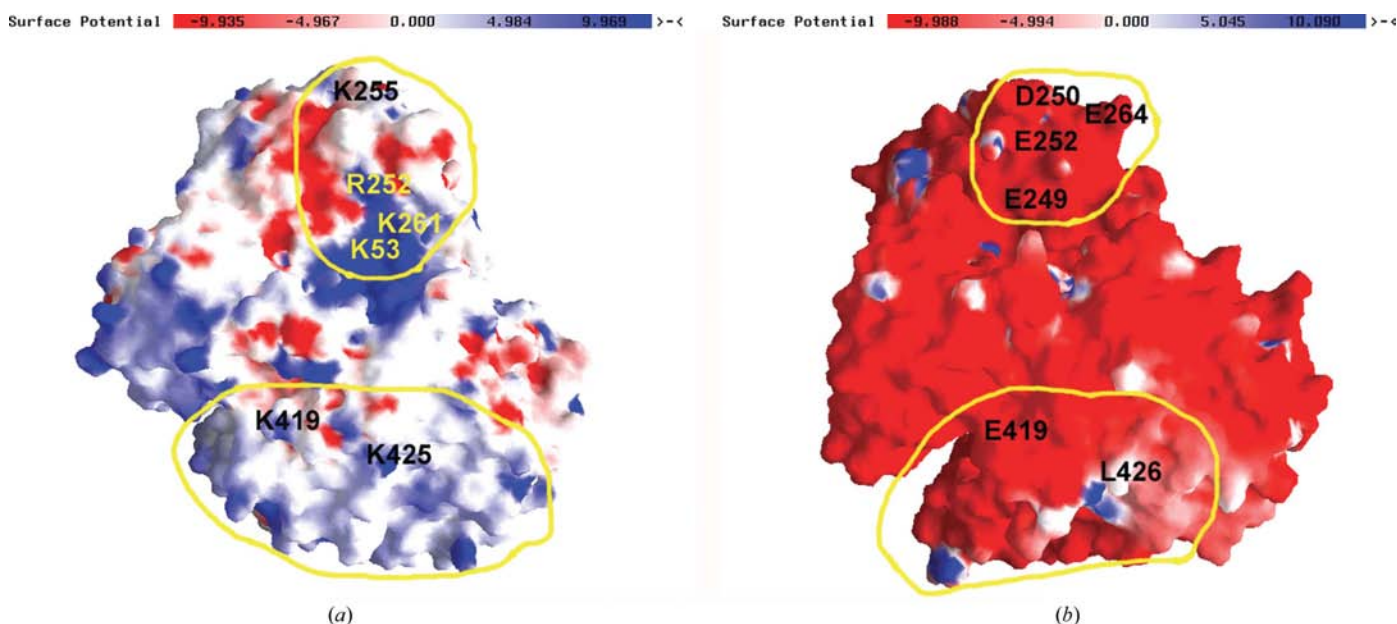 Surface Potential -9.935 -4.967 0.000 4.984 9.969 >-<
K255
R252
K261
K53
K419
K425
(a)
Surface Potential -9.988 -4.994 0.000 5.045 10.090 >-<
D250
E264
E252
E249
E419
L426
(b)